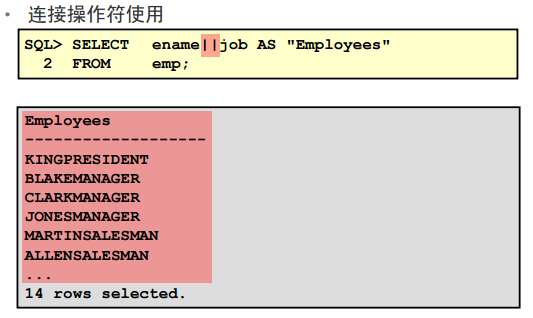 • 连接操作符使用
SQL> SELECT ename||job AS "Employees"
2 FROM emp;
Employees
-------------------
KINGPRESIDENT
BLAKEMANAGER
CLARKMANAGER
JONESMANAGER
MARTINSALESMAN
ALLENSALESMAN
...
14 rows selected.